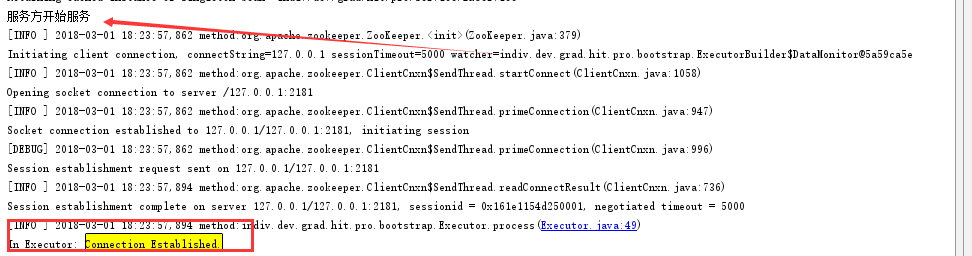 服务方开始服务
[INFO ] 2018-03-01 18:23:57,862 method:org.apache.zookeeper.ZooKeeper.<init>(ZooKeeper.java:379)
Initiating client connection, connectString=127.0.0.1 sessionTimeout=5000 watcher=indiv.dev.grad.hit.pro.bootstrap.ExecutorBuilder$DataMonitor@5a59ca5e
[INFO ] 2018-03-01 18:23:57,862 method:org.apache.zookeeper.ClientCnxn$SendThread.startConnect(ClientCnxn.java:1058)
Opening socket connection to server /127.0.0.1:2181
[INFO ] 2018-03-01 18:23:57,862 method:org.apache.zookeeper.ClientCnxn$SendThread.primeConnection(ClientCnxn.java:947)
Socket connection established to 127.0.0.1/127.0.0.1:2181, initiating session
[DEBUG] 2018-03-01 18:23:57,862 method:org.apache.zookeeper.ClientCnxn$SendThread.primeConnection(ClientCnxn.java:996)
Session establishment request sent on 127.0.0.1/127.0.0.1:2181
[INFO ] 2018-03-01 18:23:57,894 method:org.apache.zookeeper.ClientCnxn$SendThread.readConnectResult(ClientCnxn.java:736)
Session establishment complete on server 127.0.0.1/127.0.0.1:2181, sessionid = 0x161e1154d250001, negotiated timeout = 5000
[INFO ] 2018-03-01 18:23:57,894 method:indiv.dev.grad.hit.pro.bootstrap.Executor.process(Executor.java:49)
In Executor: Connection Established.